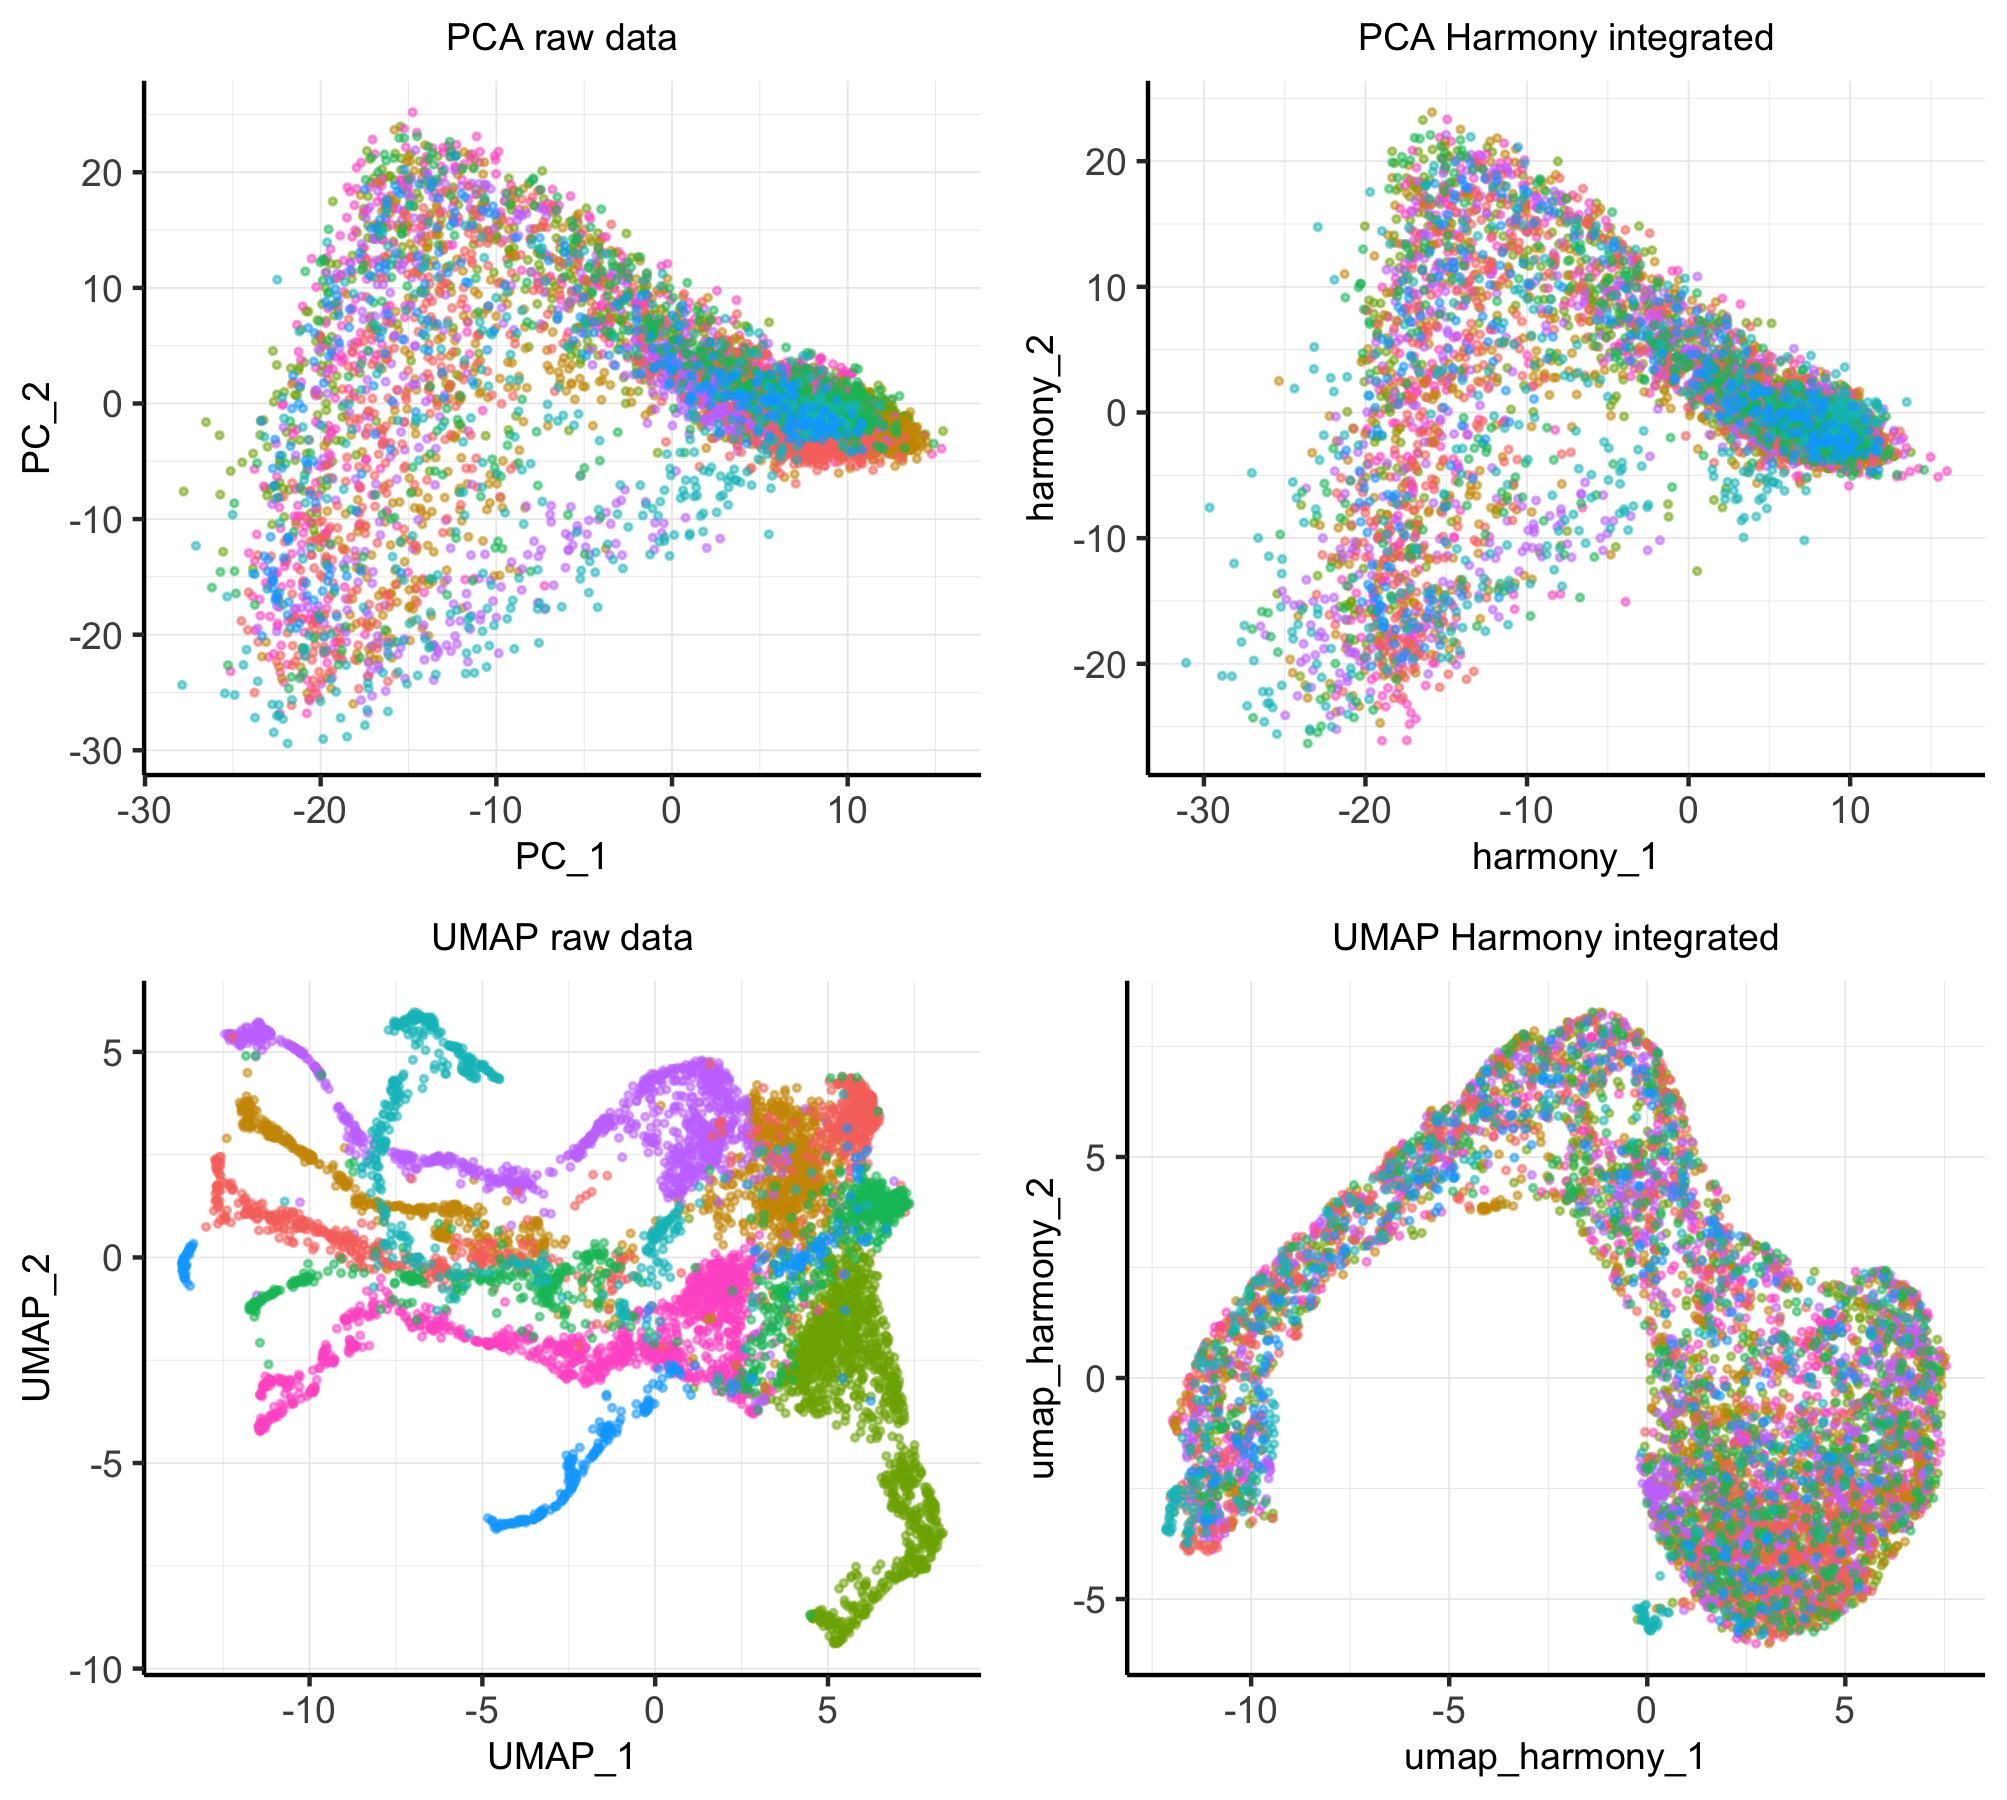 PCA raw data
20
10
0
-10
-20
-30
PC_2
-30 -20 -10 0 10
PC_1
PCA Harmony integrated
20
10
0
-10
-20
harmony_2
-30 -20 -10 0 10
harmony_1
UMAP raw data
5
0
-5
-10
UMAP_2
-10 -5 0 5
UMAP_1
UMAP Harmony integrated
5
0
-5
umap_harmony_2
-10 -5 0 5
umap_harmony_1